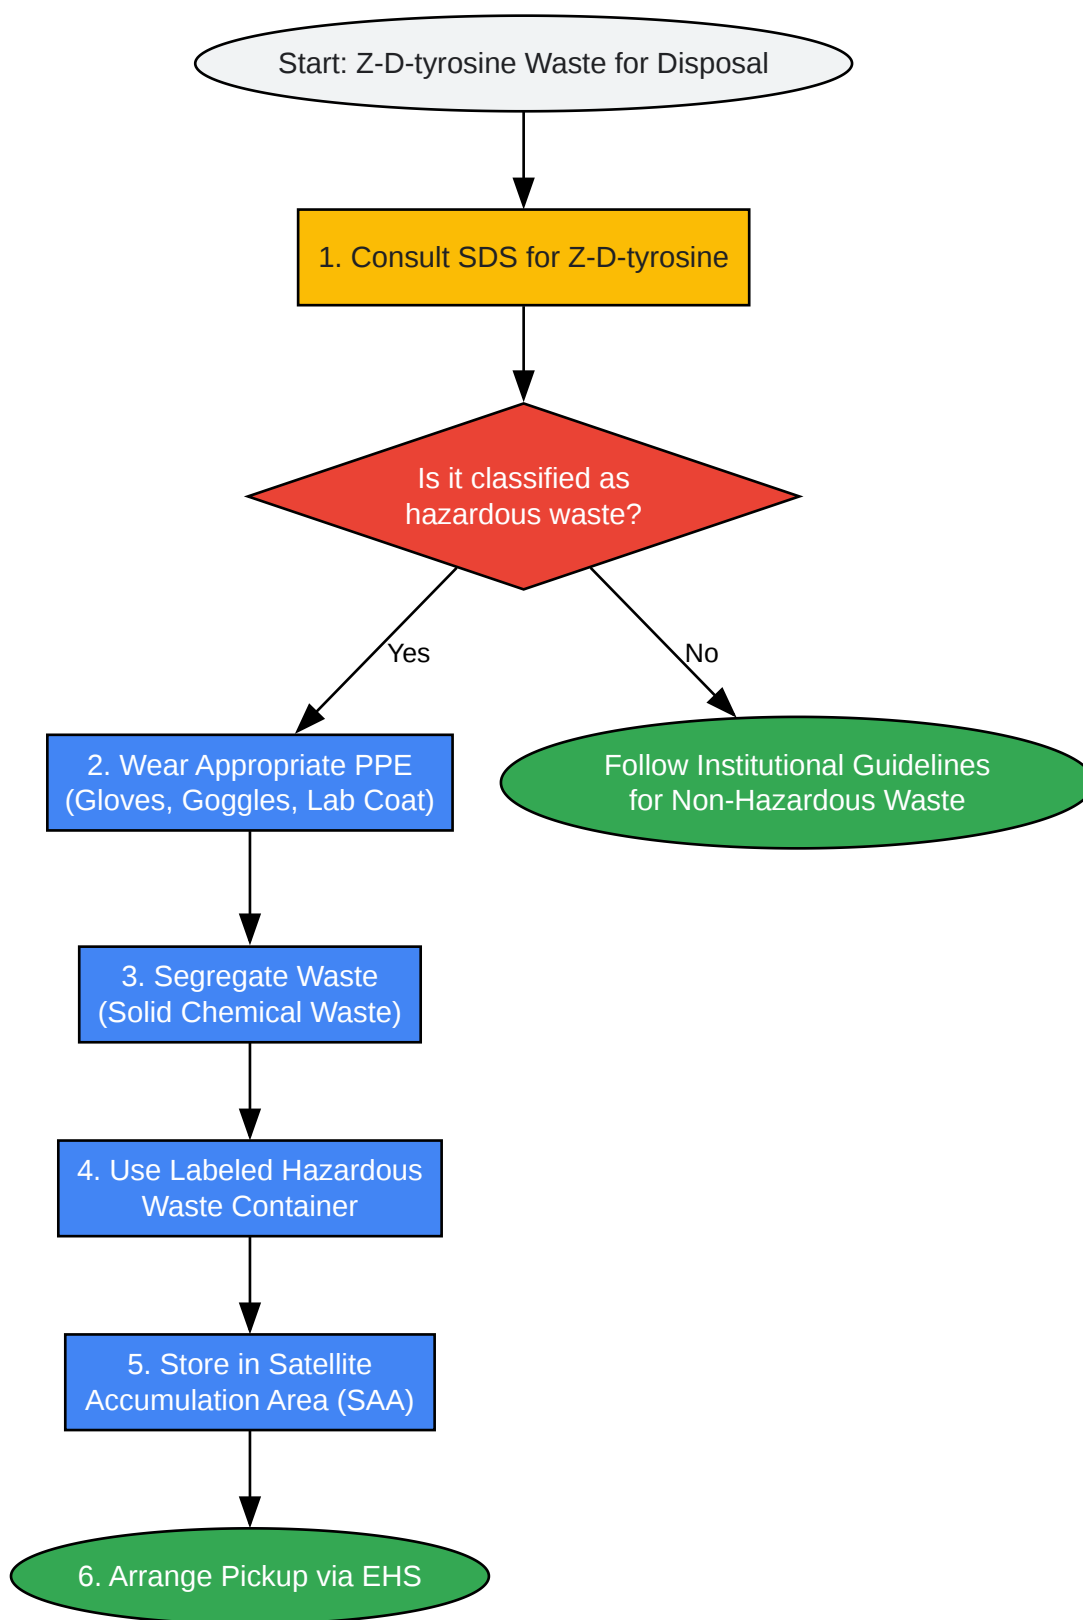 Start: Z-D-tyrosine Waste for Disposal
1. Consult SDS for Z-D-tyrosine
Is it classified as
hazardous waste?
Yes
No
2. Wear Appropriate PPE
(Gloves, Goggles, Lab Coat)
Follow Institutional Guidelines
for Non-Hazardous Waste
3. Segregate Waste
(Solid Chemical Waste)
4. Use Labeled Hazardous
Waste Container
5. Store in Satellite
Accumulation Area (SAA)
6. Arrange Pickup via EHS